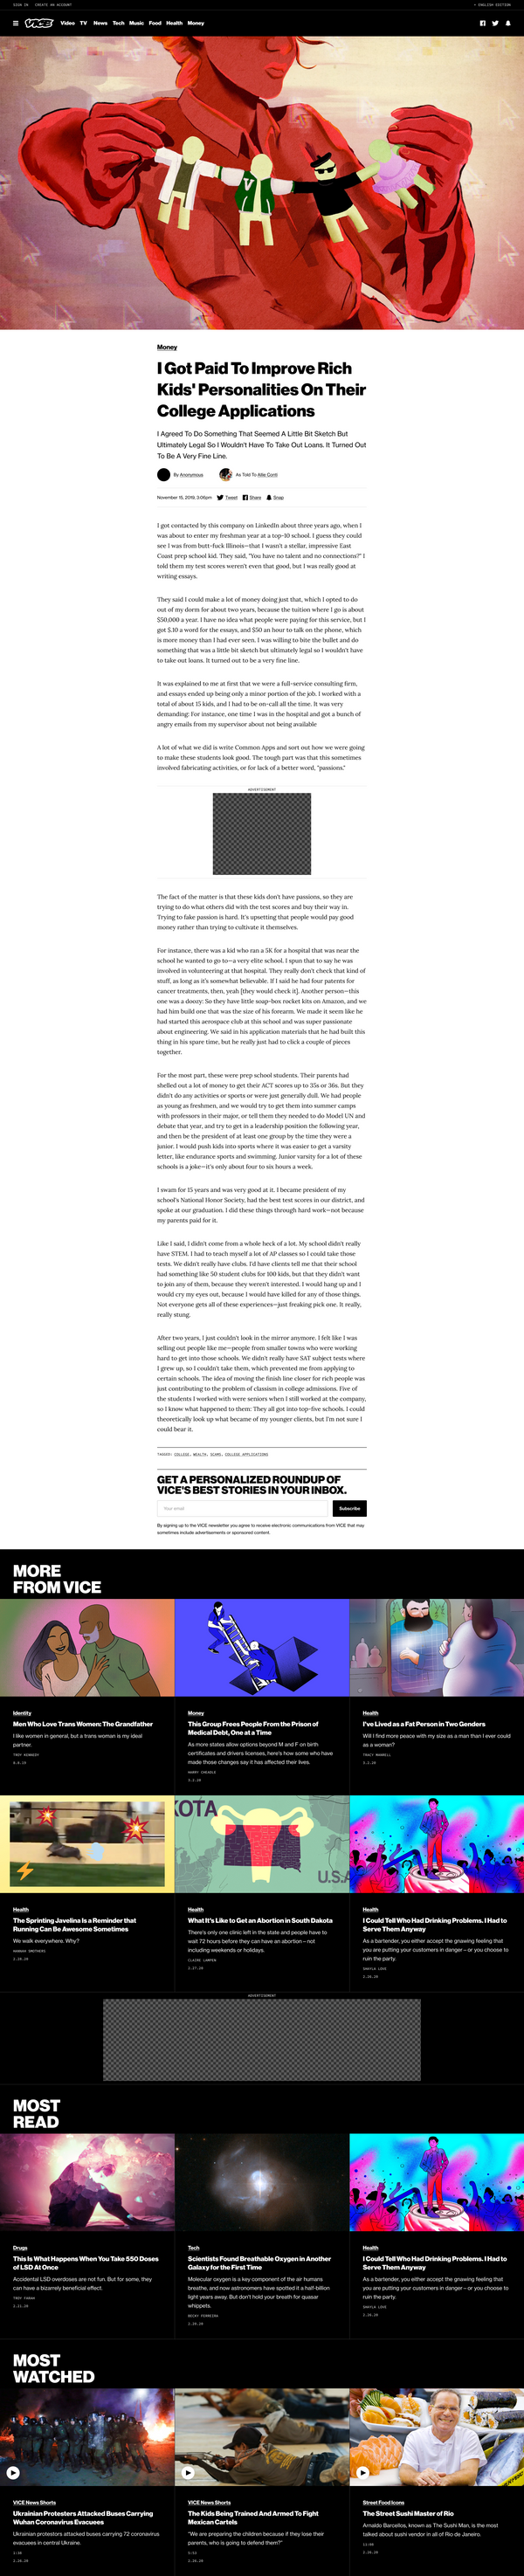 SIGN IN CREATE AN ACCOUNT
+ ENGLISH EDITION
VICE Video TV News Tech Music Food Health Money
V
Money
I Got Paid To Improve Rich
Kids' Personalities On Their
College Applications
I Agreed To Do Something That Seemed A Little Bit Sketch But
Ultimately Legal So I Wouldn't Have To Take Out Loans. It Turned Out
To Be A Very Fine Line.
By Anonymous As Told To Allie Conti
November 15, 2019, 3:06pm Tweet Share Snap
I got contacted by this company on LinkedIn about three years ago, when I
was about to enter my freshman year at a top-10 school. I guess they could
see I was from butt-fuck Illinois—that I wasn't a stellar, impressive East
Coast prep school kid. They said, "You have no talent and no connections?" I
told them my test scores weren't even that good, but I was really good at
writing essays.
They said I could make a lot of money doing just that, which I opted to do
out of my dorm for about two years, because the tuition where I go is about
$50,000 a year. I have no idea what people were paying for this service, but I
got $.10 a word for the essays, and $50 an hour to talk on the phone, which
is more money than I had ever seen. I was willing to bite the bullet and do
something that was a little bit sketch but ultimately legal so I wouldn't have
to take out loans. It turned out to be a very fine line.
It was explained to me at first that we were a full-service consulting firm,
and essays ended up being only a minor portion of the job. I worked with a
total of about 15 kids, and I had to be on-call all the time. It was very
demanding: For instance, one time I was in the hospital and got a bunch of
angry emails from my supervisor about not being available
A lot of what we did is write Common Apps and sort out how we were going
to make these students look good. The tough part was that this sometimes
involved fabricating activities, or for lack of a better word, "passions."
ADVERTISEMENT
The fact of the matter is that these kids don't have passions, so they are
trying to do what others did with the test scores and buy their way in.
Trying to fake passion is hard. It's upsetting that people would pay good
money rather than trying to cultivate it themselves.
For instance, there was a kid who ran a 5K for a hospital that was near the
school he wanted to go to—a very elite school. I spun that to say he was
involved in volunteering at that hospital. They really don't check that kind of
stuff, as long as it's somewhat believable. If I said he had four patents for
cancer treatments, then, yeah [they would check it]. Another person—this
one was a doozy: So they have little soap-box rocket kits on Amazon, and we
had him build one that was the size of his forearm. We made it seem like he
had started this aerospace club at this school and was super passionate
about engineering. We said in his application materials that he had built this
thing in his spare time, but he really just had to click a couple of pieces
together.
For the most part, these were prep school students. Their parents had
shelled out a lot of money to get their ACT scores up to 35s or 36s. But they
didn't do any activities or sports or were just generally dull. We had people
as young as freshmen, and we would try to get them into summer camps
with professors in their major, or tell them they needed to do Model UN and
debate that year, and try to get in a leadership position the following year,
and then be the president of at least one group by the time they were a
junior. I would push kids into sports where it was easier to get a varsity
letter, like endurance sports and swimming. Junior varsity for a lot of these
schools is a joke—it's only about four to six hours a week.
I swam for 15 years and was very good at it. I became president of my
school's National Honor Society, had the best test scores in our district, and
spoke at our graduation. I did these things through hard work—not because
my parents paid for it.
Like I said, I didn't come from a whole heck of a lot. My school didn't really
have STEM. I had to teach myself a lot of AP classes so I could take those
tests. We didn't really have clubs. I'd have clients tell me that their school
had something like 50 student clubs for 100 kids, but that they didn't want
to join any of them, because they weren't interested. I would hang up and I
would cry my eyes out, because I would have killed for any of those things.
Not everyone gets all of these experiences—just freaking pick one. It really,
really stung.
After two years, I just couldn't look in the mirror anymore. I felt like I was
selling out people like me—people from smaller towns who were working
hard to get into those schools. We didn't really have SAT subject tests where
I grew up, so I couldn't take them, which prevented me from applying to
certain schools. The idea of moving the finish line closer for rich people was
just contributing to the problem of classism in college admissions. Five of
the students I worked with were seniors when I still worked at the company,
so I know what happened to them: They all got into top-five schools. I could
theoretically look up what became of my younger clients, but I'm not sure I
could bear it.
TAGGED: COLLEGE, WEALTH, SCAMS, COLLEGE APPLICATIONS
GET A PERSONALIZED ROUNDUP OF
VICE'S BEST STORIES IN YOUR INBOX.
Your email Subscribe
By signing up to the VICE newsletter you agree to receive electronic communications from VICE that may
sometimes include advertisements or sponsored content.
MORE
FROM VICE
Identity
Men Who Love Trans Women: The Grandfather
I like women in general, but a trans woman is my ideal
partner.
Money
This Group Frees People From the Prison of
Medical Debt, One at a Time
As more states allow options beyond M and F on birth
certificates and drivers licenses, here's how some who have
made those changes say it has affected their lives.
HARRY CHEADLE
3.2.20
Health
I've Lived as a Fat Person in Two Genders
Will I find more peace with my size as a man than I ever could
as a woman?
3.2.20
KOTA
U.S.A
Health
The Sprinting Javelina Is a Reminder that
Running Can Be Awesome Sometimes
We walk everywhere. Why?
HANNAH SMOTHERS
2.28.20
Health
What It's Like to Get an Abortion in South Dakota
There's only one clinic left in the state and people have to
wait 72 hours before they can have an abortion – not
including weekends or holidays.
CLAIRE LAMPEN
2.27.20
Health
I Could Tell Who Had Drinking Problems. I Had to
Serve Them Anyway
As a bartender, you either accept the gnawing feeling that
you are putting your customers in danger – or you choose to
ruin the party.
SHAYLA LOVE
2.26.20
ADVERTISEMENT
MOST
READ
Drugs
This Is What Happens When You Take 550 Doses
of LSD At Once
Accidental LSD overdoses are not fun. But for some, they
can have a bizarrely beneficial effect.
TROY FARAH
2.11.20
Tech
Scientists Found Breathable Oxygen in Another
Galaxy for the First Time
Molecular oxygen is a key component of the air humans
breathe, and now astronomers have spotted it a half-billion
light years away. But don't hold your breath for quasar
whippets.
BECKY FERREIRA
2.20.20
Health
I Could Tell Who Had Drinking Problems. I Had to
Serve Them Anyway
As a bartender, you either accept the gnawing feeling that
you are putting your customers in danger – or you choose to
ruin the party.
SHAYLA LOVE
2.26.20
MOST
WATCHED
VICE News Shorts
Ukrainian Protesters Attacked Buses Carrying
Wuhan Coronavirus Evacuees
Ukrainian protestors attacked buses carrying 72 coronavirus
evacuees in central Ukraine.
2.24.20
VICE News Shorts
The Kids Being Trained And Armed To Fight
Mexican Cartels
"We are preparing the children because if they lose their
parents, who is going to defend them?"
2.26.20
Street Food Icons
The Street Sushi Master of Rio
Arnaldo Barcellos, known as The Sushi Man, is the most
talked about sushi vendor in all of Rio de Janeiro.
2.26.20